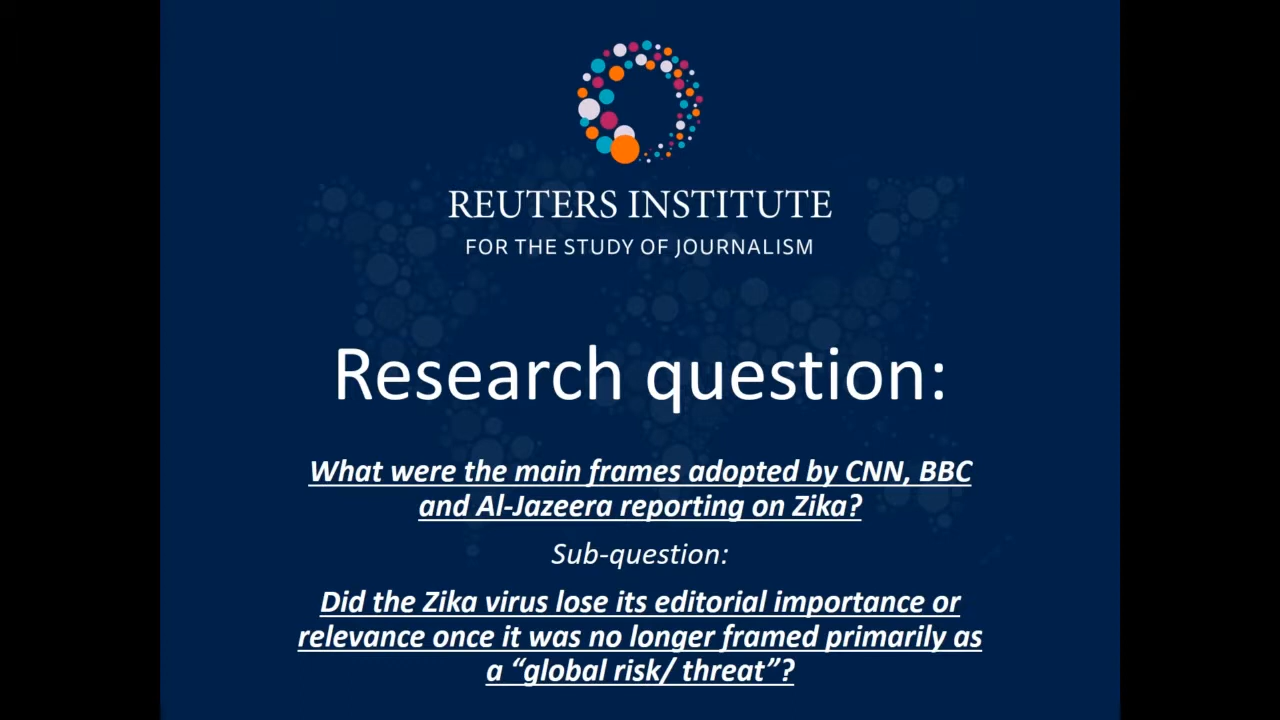 REUTERS INSTITUTE
FOR THE STUDY OF JOURNALISM
Research question:
What were the main frames adopted by CNN, BBC
and Al-Jazeera reporting on Zika?
Sub-question:
Did the Zika virus lose its editorial importance or
relevance once it was no longer framed primarily as
a “global risk/ threat”?